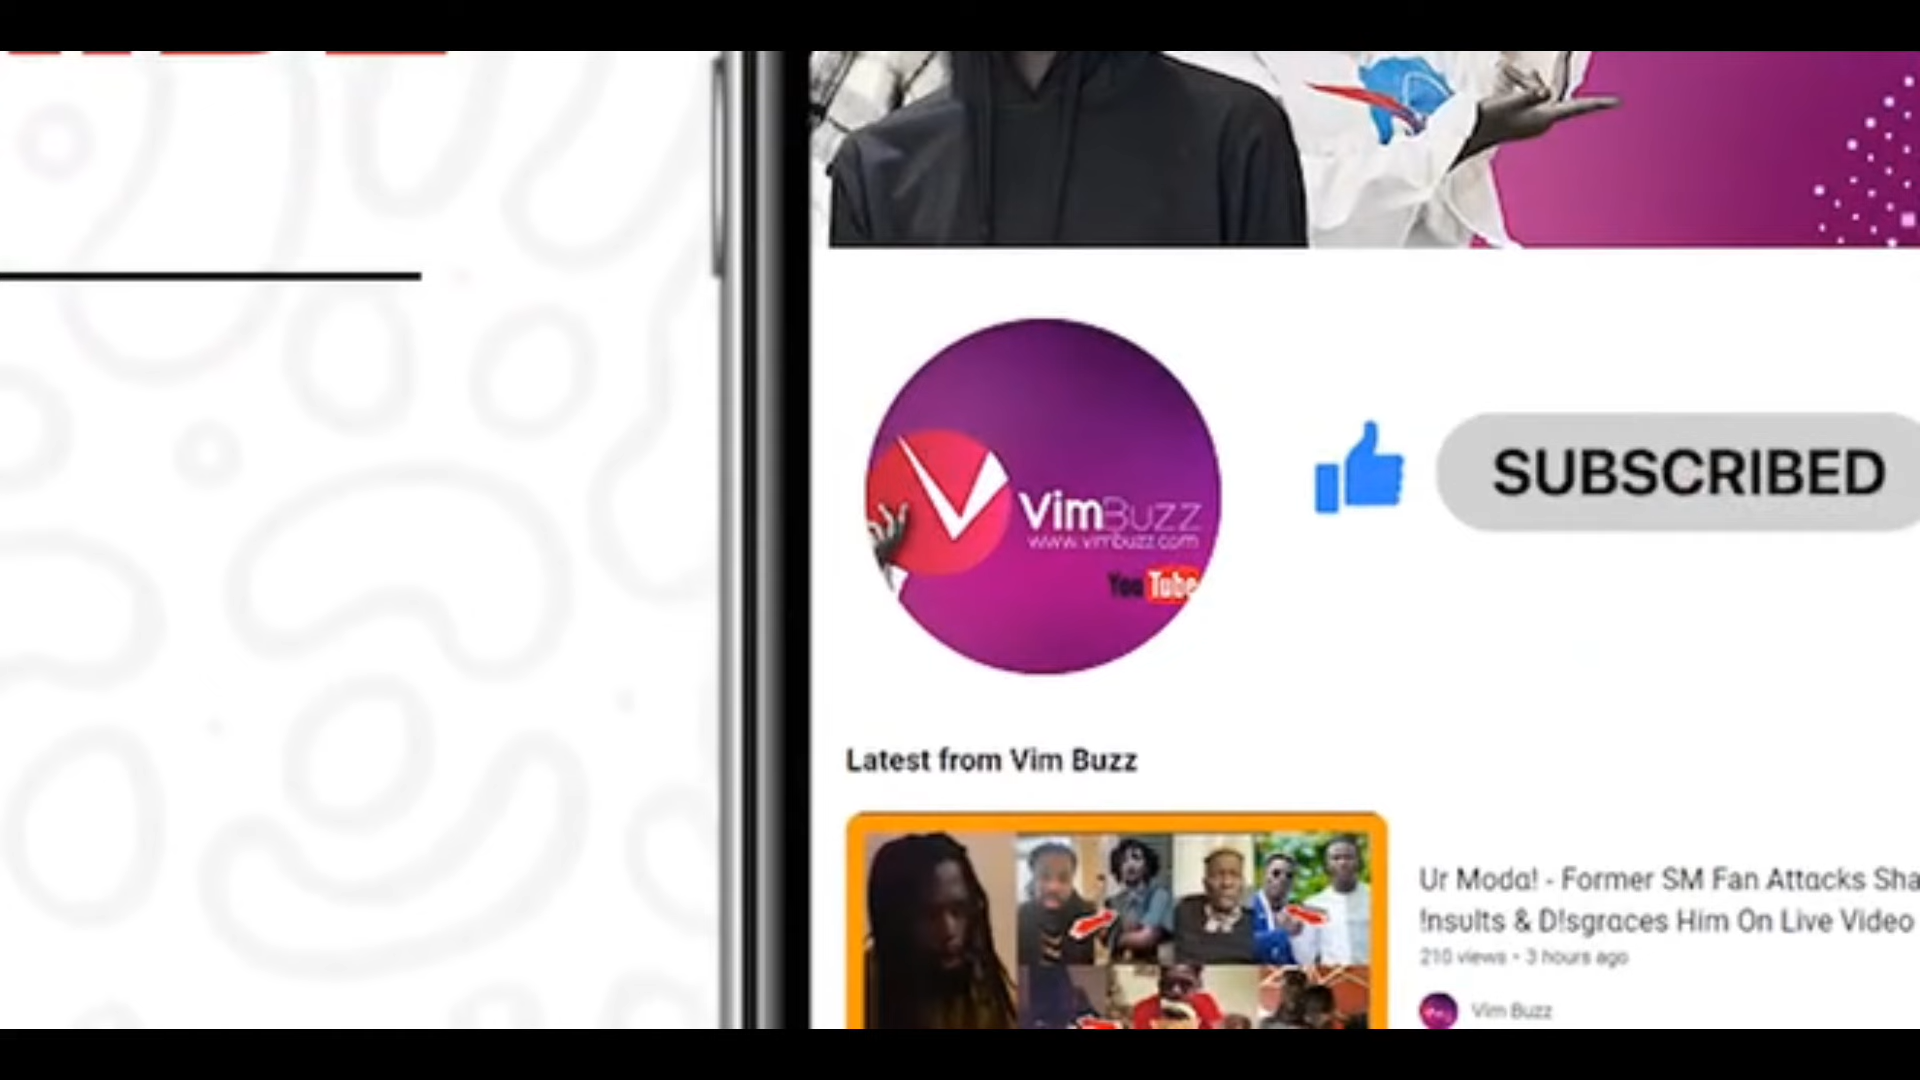 VimBuzz
www.vimbuzz.com
YouTube
SUBSCRIBED
Latest from Vim Buzz
Ur Moda! - Former SM Fan Attacks Sha
!nsults & D!sgraces Him On Live Video
210 views • 3 hours ago
Vim Buzz